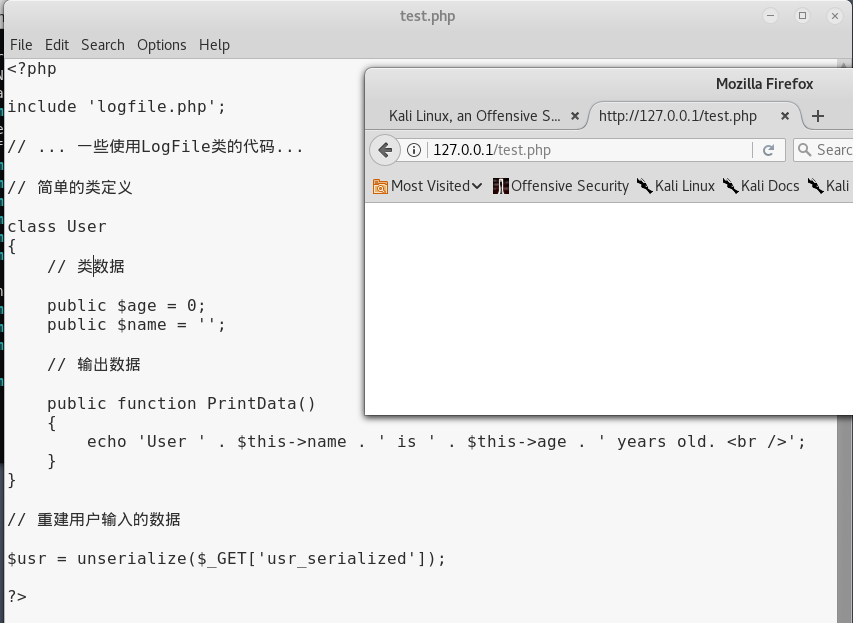 test.php
File Edit Search Options Help
<?php
include 'logfile.php';
// ... 一些使用LogFile类的代码...
// 简单的类定义
class User
{
// 类数据
public $age = 0;
public $name = '';
// 输出数据
public function PrintData()
{
echo 'User ' . $this->name . ' is ' . $this->age . ' years old. <br />';
}
}
// 重建用户输入的数据
$usr = unserialize($_GET['usr_serialized']);
?>
Mozilla Firefox
Kali Linux, an Offensive S... × http://127.0.0.1/test.php × +
127.0.0.1/test.php Searc
Most Visited Offensive Security Kali Linux Kali Docs Kali